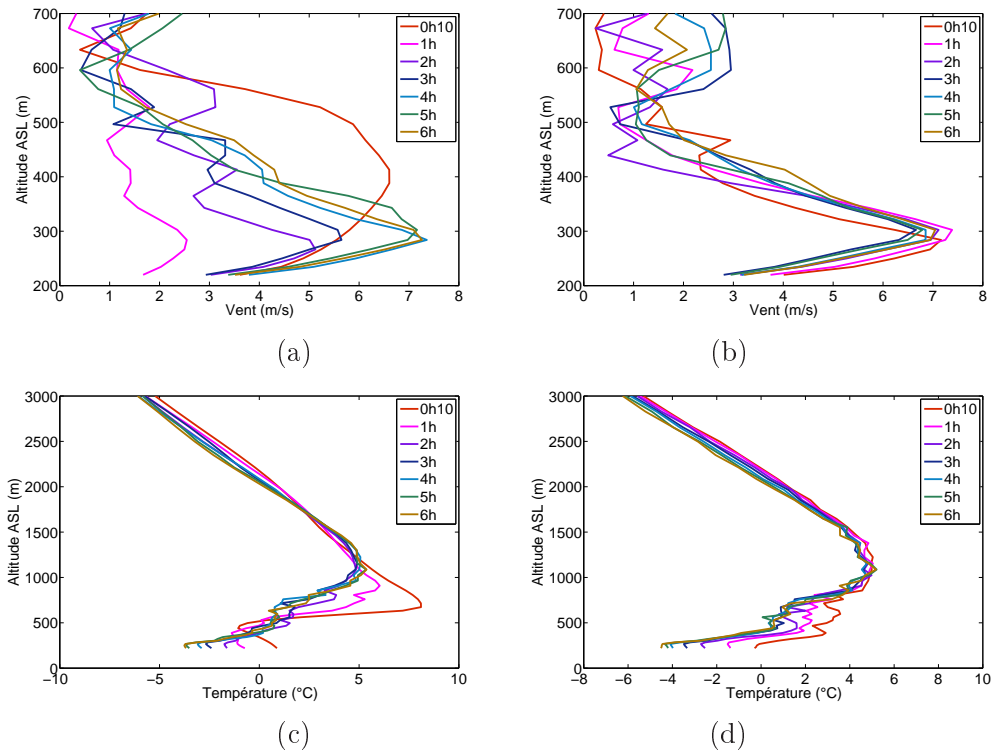 700
600
500
400
300
200
0 1 2 3 4 5 6 7 8
Altitude ASL (m)
Vent (m/s)
0h10
1h
2h
3h
4h
5h
6h
(a)
700
600
500
400
300
200
0 1 2 3 4 5 6 7 8
Altitude ASL (m)
Vent (m/s)
0h10
1h
2h
3h
4h
5h
6h
(b)
3000
2500
2000
1500
1000
500
0
−10 −5 0 5 10
Altitude ASL (m)
Température (°C)
0h10
1h
2h
3h
4h
5h
6h
(c)
3000
2500
2000
1500
1000
500
0
−8 −6 −4 −2 0 2 4 6 8 10
Altitude ASL (m)
Température (°C)
0h10
1h
2h
3h
4h
5h
6h
(d)